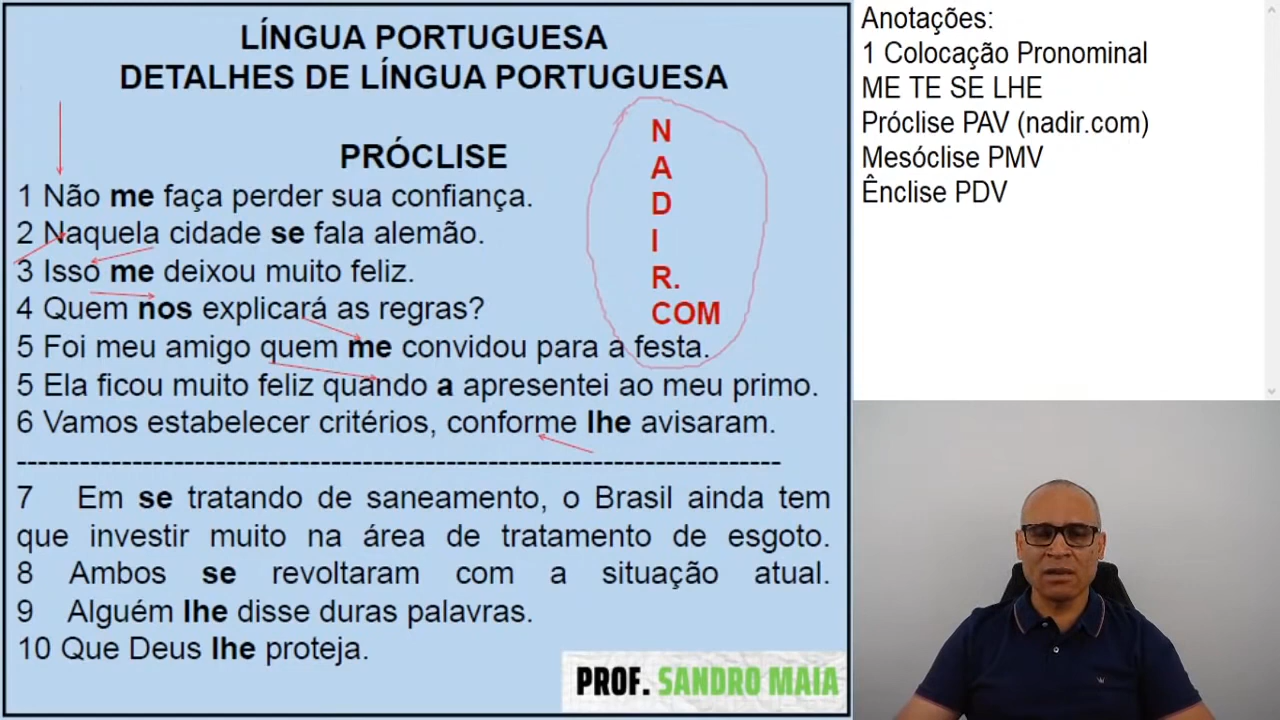 LÍNGUA PORTUGUESA
DETALHES DE LÍNGUA PORTUGUESA
PRÓCLISE
N
A
D
I
R.
COM
1 Não me faça perder sua confiança.
2 Naquela cidade se fala alemão.
3 Isso me deixou muito feliz.
4 Quem nos explicará as regras?
5 Foi meu amigo quem me convidou para a festa.
5 Ela ficou muito feliz quando a apresentei ao meu primo.
6 Vamos estabelecer critérios, conforme lhe avisaram.
-------------------------------------------------------------------------
7 Em se tratando de saneamento, o Brasil ainda tem
que investir muito na área de tratamento de esgoto.
8 Ambos se revoltaram com a situação atual.
9 Alguém lhe disse duras palavras.
10 Que Deus lhe proteja.
PROF. SANDRO MAIA
Anotações:
1 Colocação Pronominal
ME TE SE LHE
Próclise PAV (nadir.com)
Mesóclise PMV
Ênclise PDV